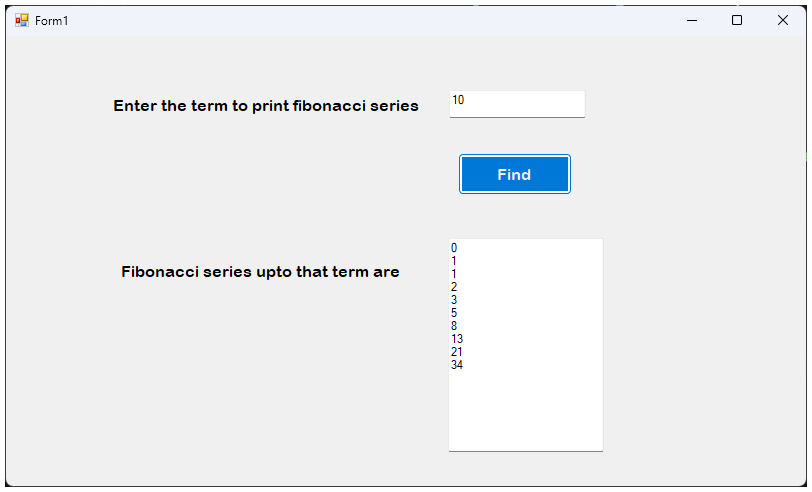 Form1
Enter the term to print fibonacci series
10
Find
Fibonacci series upto that term are
0
1
1
2
3
5
8
13
21
34